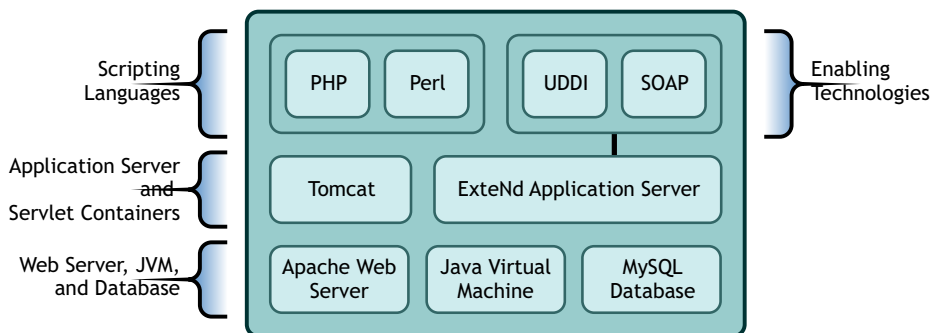 Scripting
Languages
PHP
Perl
UDDI
SOAP
Enabling
Technologies
Application Server
and
Servlet Containers
Tomcat
ExteNd Application Server
Web Server, JVM,
and Database
Apache Web
Server
Java Virtual
Machine
MySQL
Database